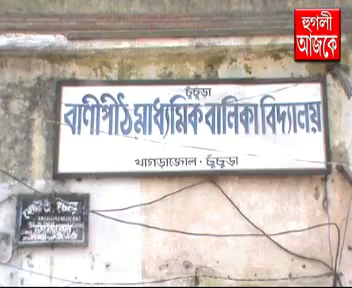 হুগলী
আজকে
চুঁচুড়া
বাণীপীঠ মাধ্যমিক বালিকা বিদ্যালয়
খাগড়াজোল - চুঁচুড়া